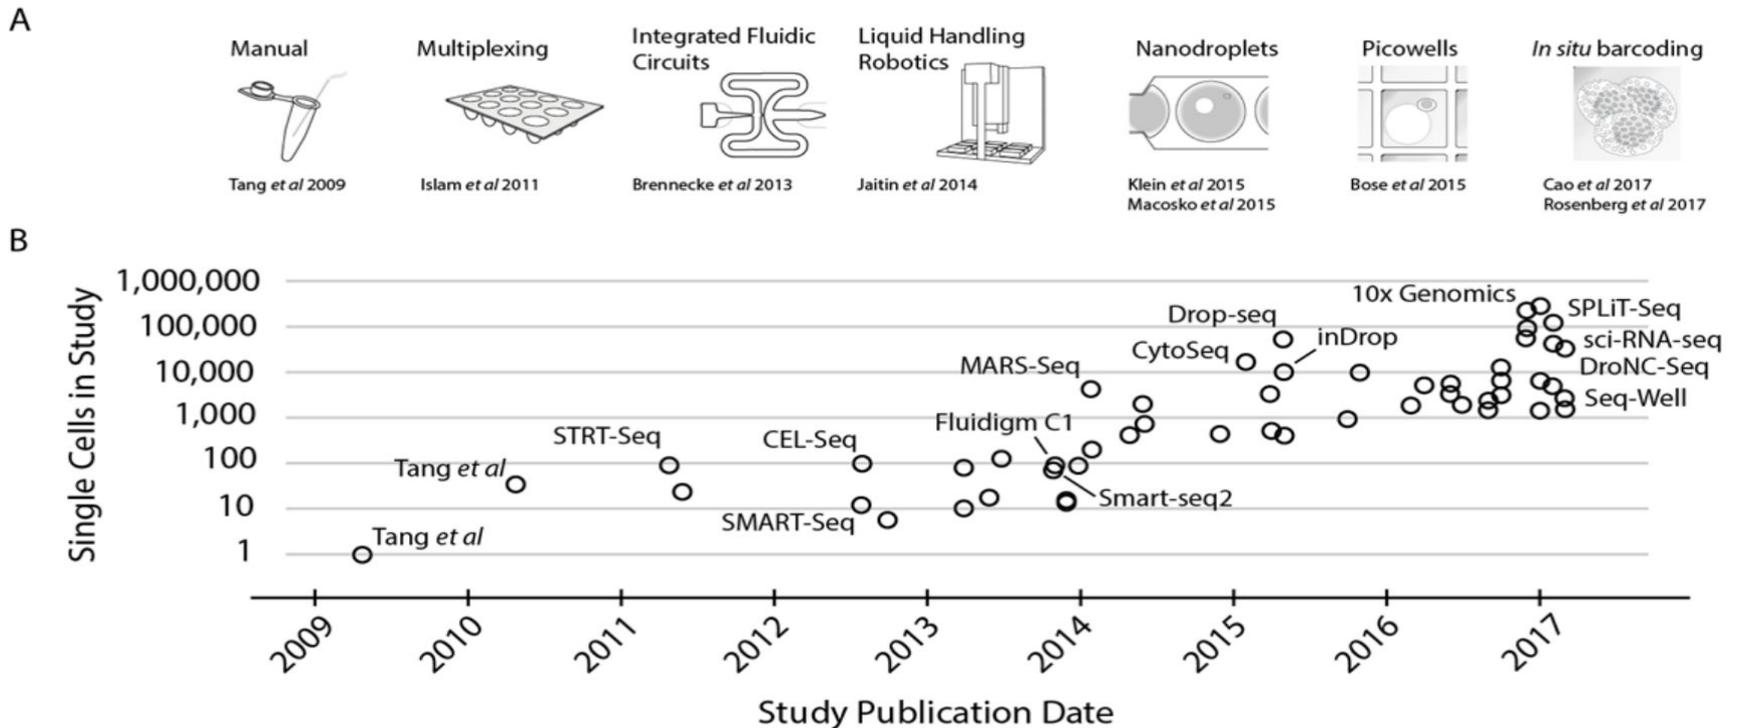 A
Manual
Multiplexing
Integrated Fluidic
Circuits
Liquid Handling
Robotics
Nanodroplets
Picowells
In situ barcoding
Tang et al 2009
Islam et al 2011
Brennecke et al 2013
Jaitin et al 2014
Klein et al 2015
Macosko et al 2015
Bose et al 2015
Cao et al 2017
Rosenberg et al 2017
B
Single Cells in Study
1,000,000
100,000
10,000
1,000
100
10
1
Tang et al
Tang et al
STRT-Seq
CEL-Seq
SMART-Seq
Fluidigm C1
Smart-seq2
MARS-Seq
CytoSeq
Drop-seq
inDrop
10x Genomics
SPLiT-Seq
sci-RNA-seq
DroNC-Seq
Seq-Well
2009
2010
2011
2012
2013
2014
2015
2016
2017
Study Publication Date